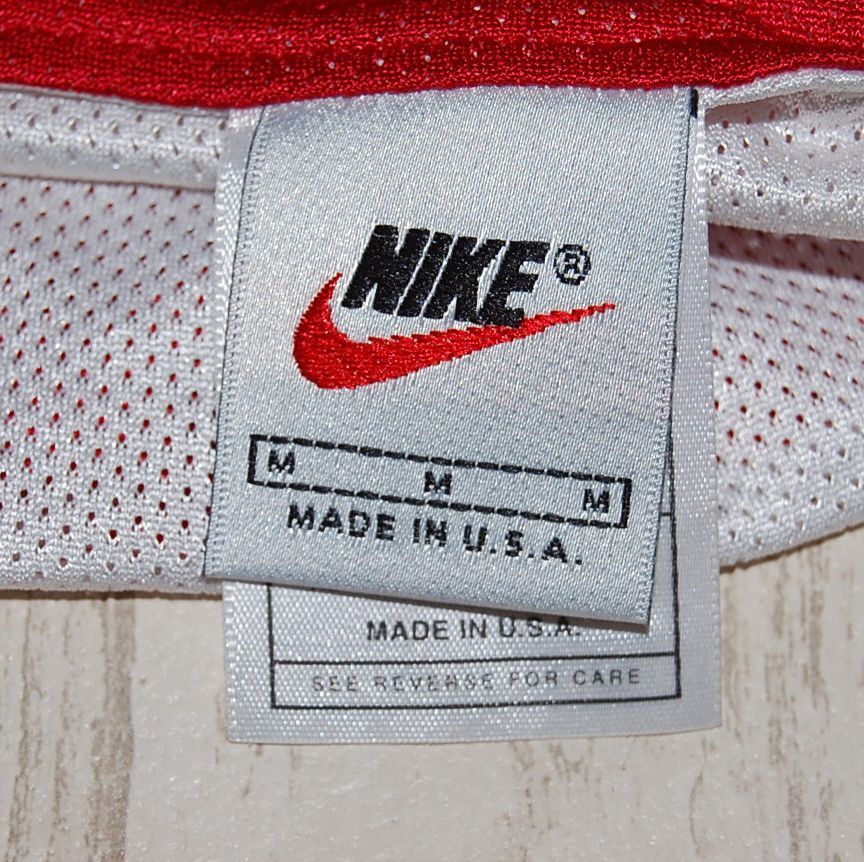 NIKE®
M M M
MADE IN U.S.A.
MADE IN U.S.A.
SEE REVERSE FOR CARE